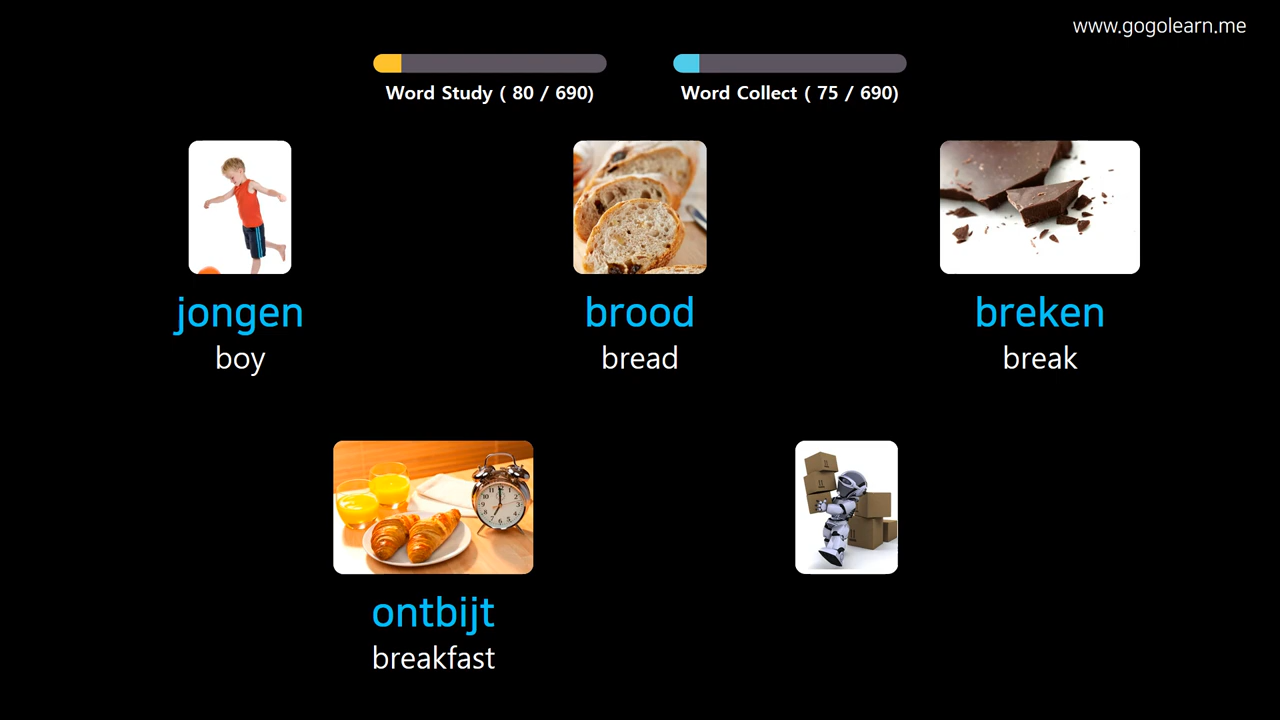 www.gogolearn.me
Word Study ( 80 / 690)
Word Collect ( 75 / 690)
jongen
boy
brood
bread
breken
break
ontbijt
breakfast